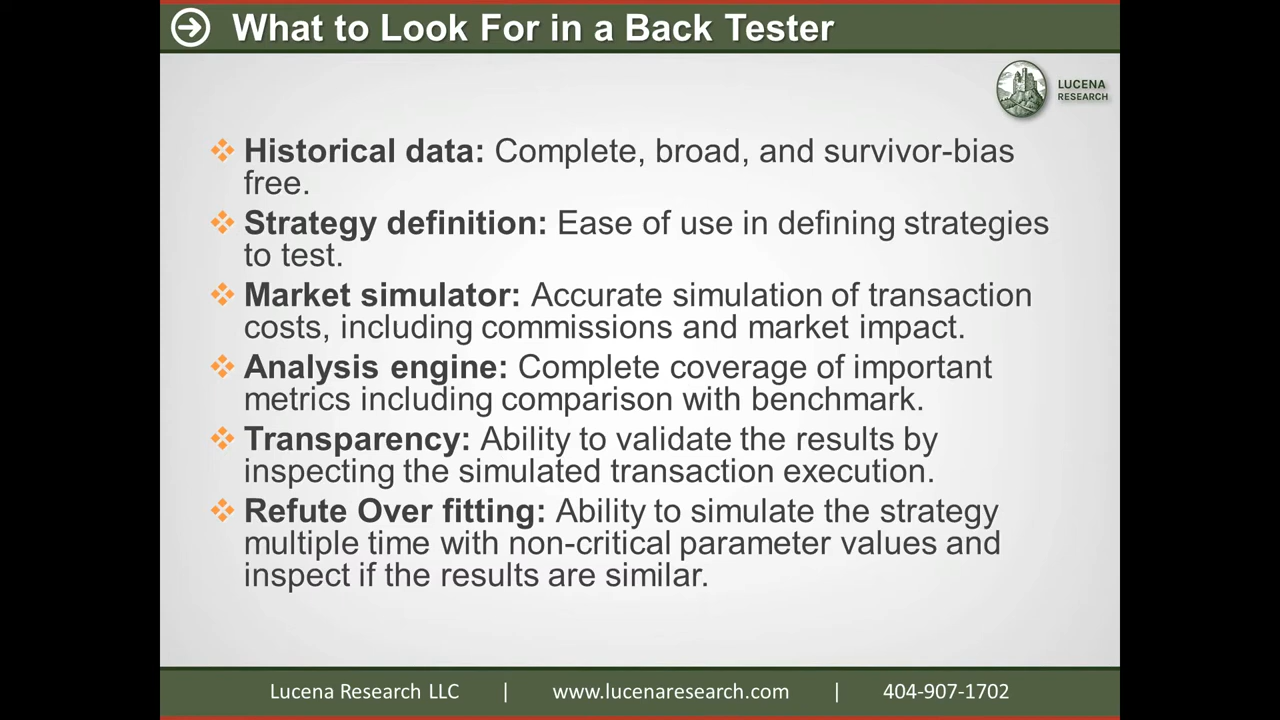 What to Look For in a Back Tester
LUCENA
RESEARCH
Historical data: Complete, broad, and survivor-bias
free.
Strategy definition: Ease of use in defining strategies
to test.
Market simulator: Accurate simulation of transaction
costs, including commissions and market impact.
Analysis engine: Complete coverage of important
metrics including comparison with benchmark.
Transparency: Ability to validate the results by
inspecting the simulated transaction execution.
Refute Over fitting: Ability to simulate the strategy
multiple time with non-critical parameter values and
inspect if the results are similar.
Lucena Research LLC | www.lucenaresearch.com | 404-907-1702